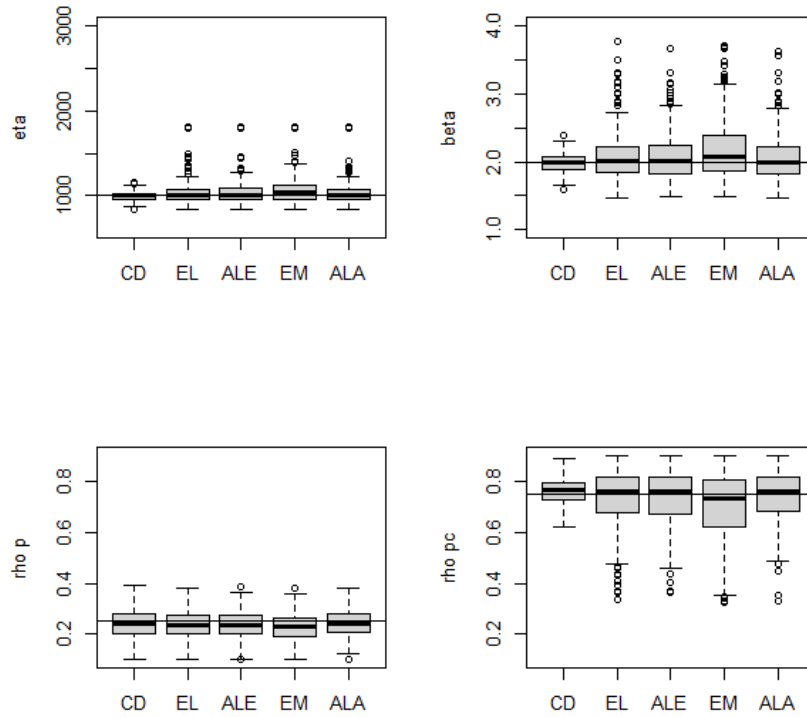 eta
3000
2000
1000
CD EL ALE EM ALA
beta
4.0
3.0
2.0
1.0
CD EL ALE EM ALA
rho p
0.8
0.6
0.4
0.2
CD EL ALE EM ALA
rho pc
0.8
0.6
0.4
0.2
CD EL ALE EM ALA